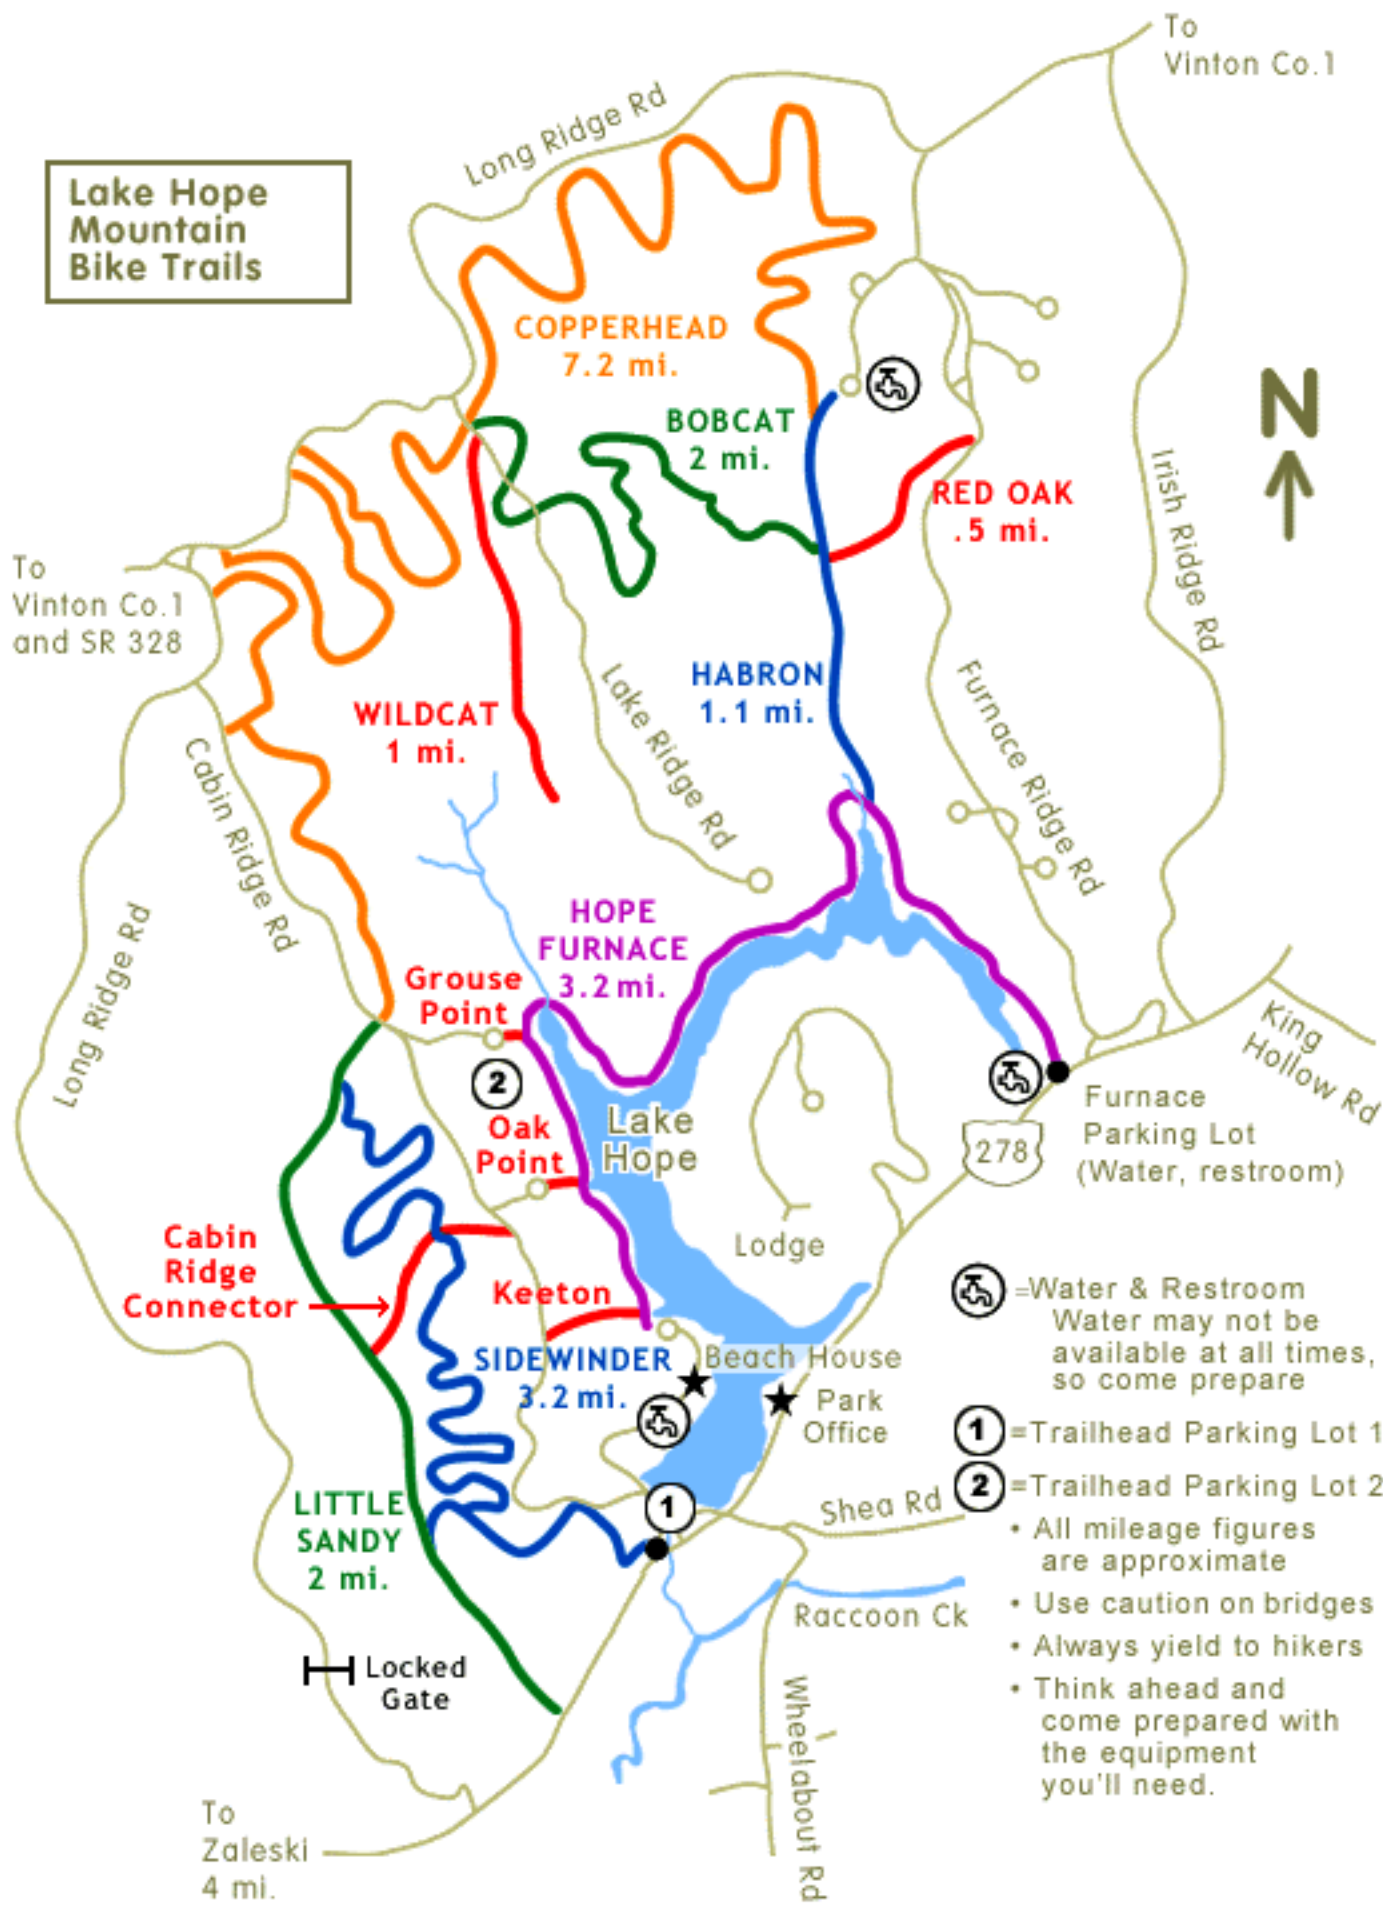 To
Vinton Co.1
Long Ridge Rd
Lake Hope
Mountain
Bike Trails
COPPERHEAD
7.2 mi.
N
BOBCAT
2 mi.
RED OAK
.5 mi.
Irish Ridge Rd
To
Vinton Co.1
and SR 328
WILDCAT
1 mi.
Lake Ridge Rd
HABRON
1.1 mi.
Furnace Ridge Rd
Cabin Ridge Rd
Long Ridge Rd
HOPE
FURNACE
3.2 mi.
Grouse
Point
2
King
Hollow Rd
Furnace
Parking Lot
(Water, restroom)
278
Lake
Hope
Oak
Point
Lodge
Cabin
Ridge
Connector
Keeton
SIDEWINDER
3.2 mi.
Beach House
Park
Office
=Water & Restroom
Water may not be
available at all times,
so come prepare
1 =Trailhead Parking Lot 1
2 =Trailhead Parking Lot 2
• All mileage figures
are approximate
• Use caution on bridges
• Always yield to hikers
• Think ahead and
come prepared with
the equipment
you'll need.
1
Shea Rd
LITTLE
SANDY
2 mi.
Raccoon Ck
Locked
Gate
Wheelabout Rd
To
Zaleski
4 mi.